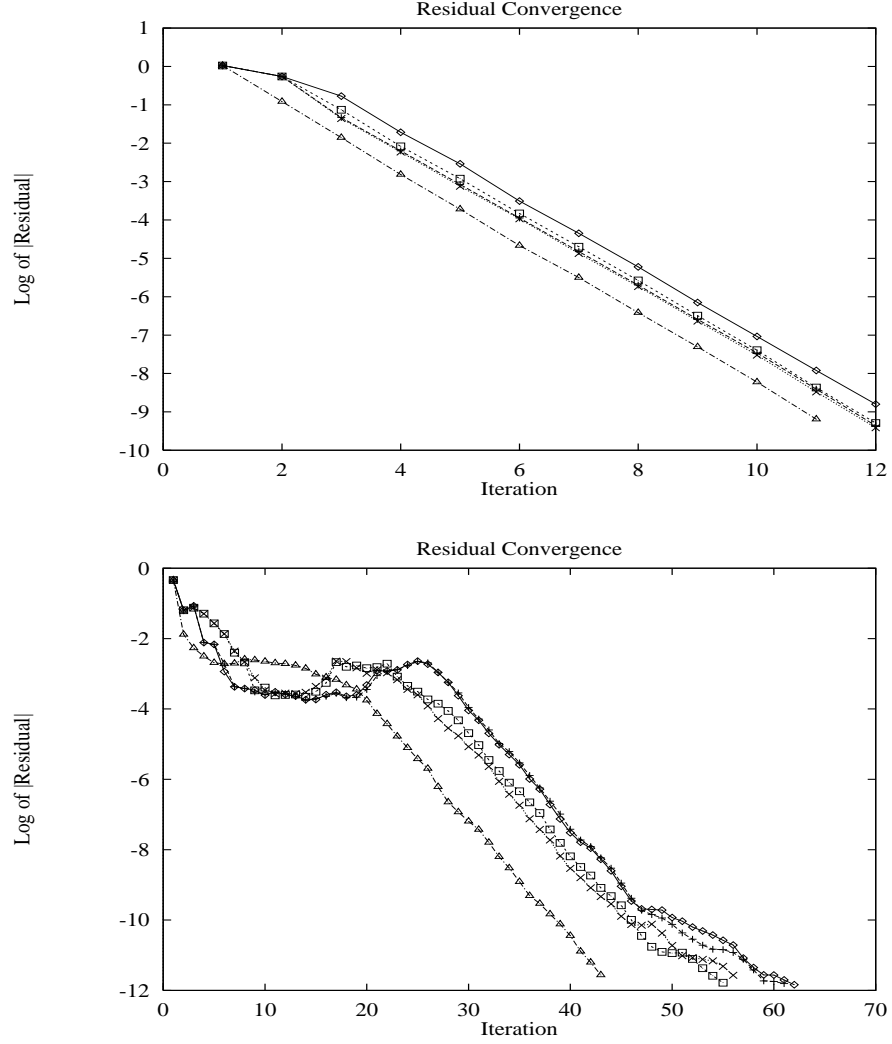 Residual Convergence
1
0
-1
-2
-3
-4
-5
-6
-7
-8
-9
-10
Log of |Residual|
0 2 4 6 8 10 12
Iteration
Residual Convergence
0
-2
-4
-6
-8
-10
-12
Log of |Residual|
0 10 20 30 40 50 60 70
Iteration